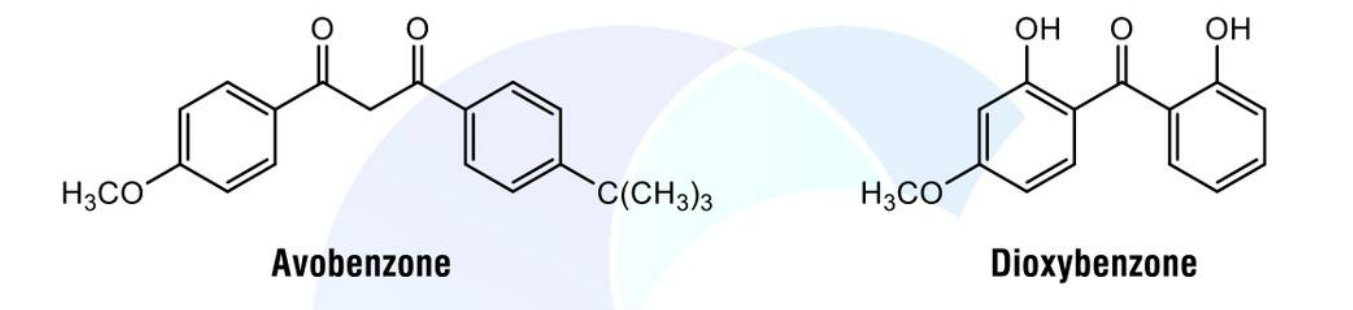 O O OH O OH
H₃CO C(CH₃)₃ H₃CO
Avobenzone Dioxybenzone